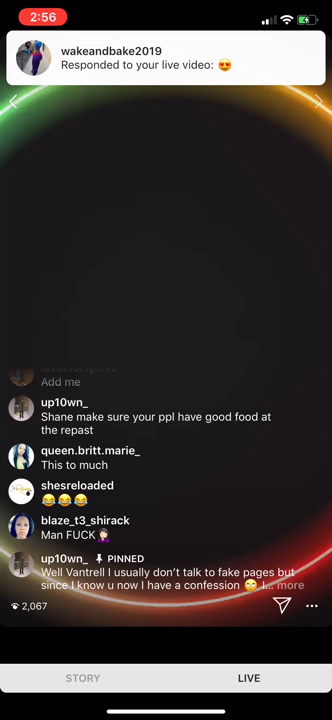 2:56
wakeandbake2019
Responded to your live video: 😍
Add me
up10wn_
Shane make sure your ppl have good food at
the repast
queen.britt.marie_
This to much
shesreloaded
😂😂😂
blaze_t3_shirack
Man FUCK🤦🏻‍♀️
up10wn_ PINNED
Well Vantrell I usually don't talk to fake pages but
since I know u now I have a confession 🙄 I... more
2,067
STORY LIVE